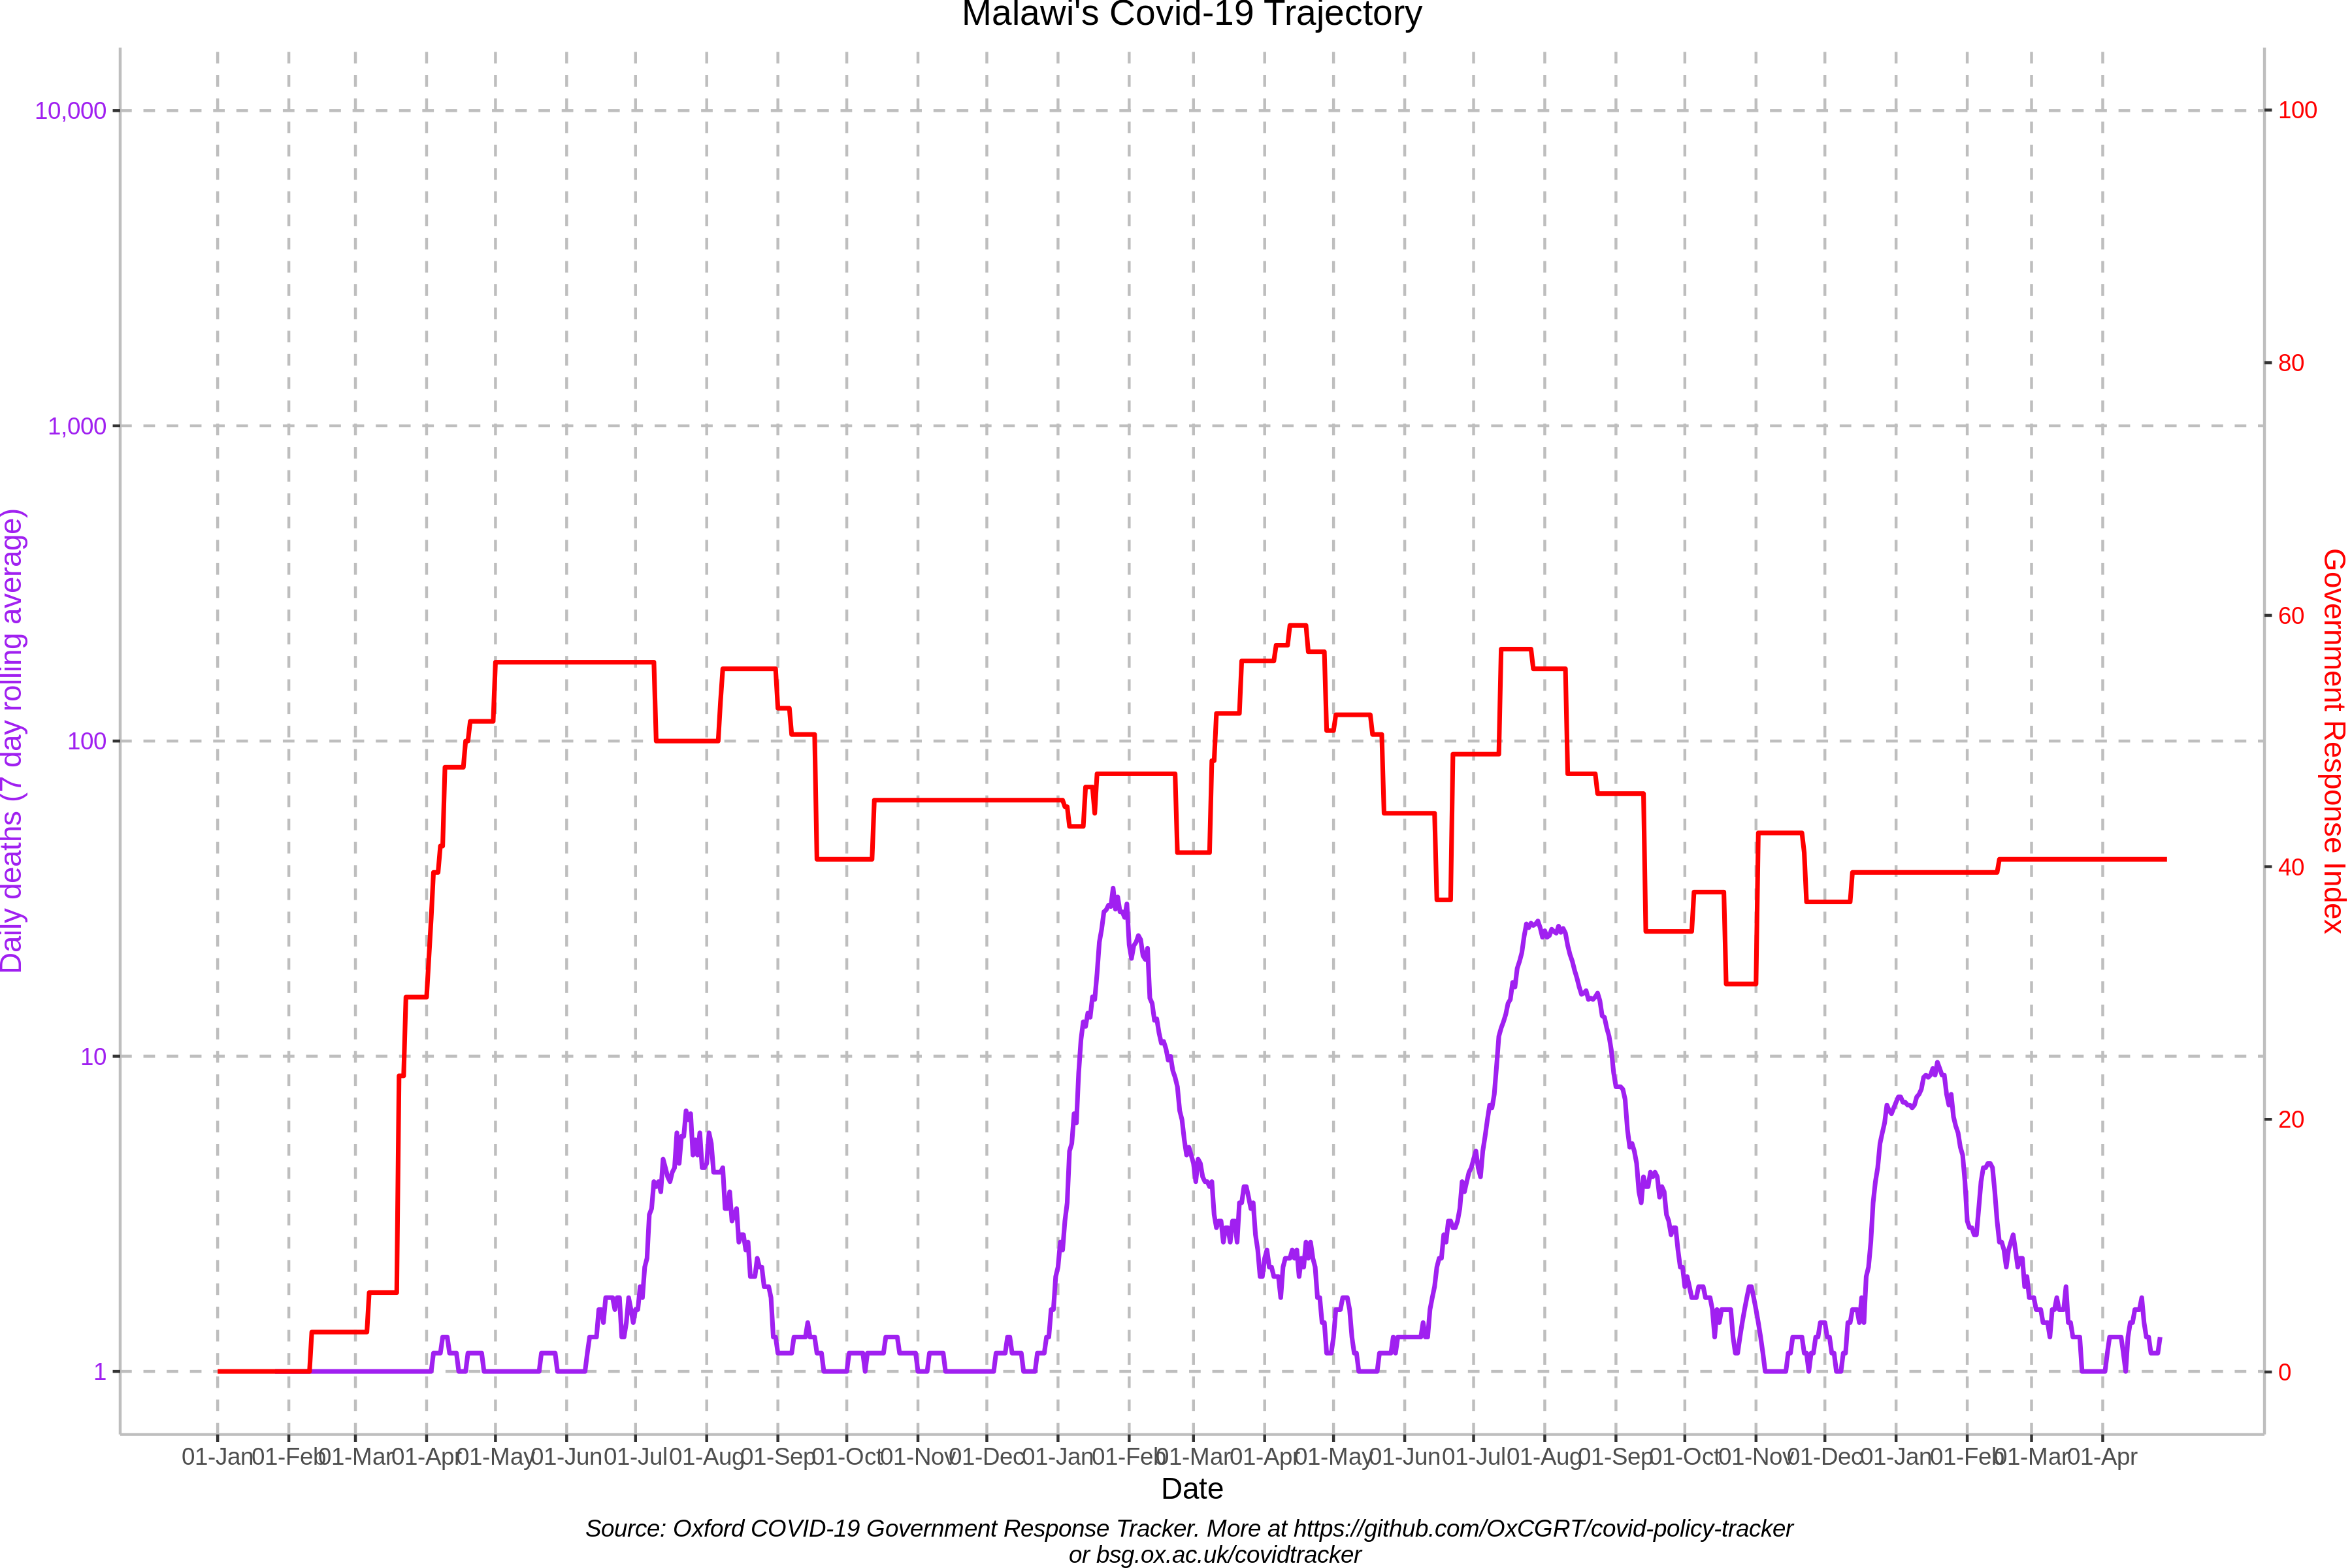 Malawi's Covid-19 Trajectory
10,000
1,000
100
10
1
Daily deaths (7 day rolling average)
100
80
60
40
20
0
Government Response Index
01-Jan 01-Feb 01-Mar 01-Apr 01-May 01-Jun 01-Jul 01-Aug 01-Sep 01-Oct 01-Nov 01-Dec 01-Jan 01-Feb 01-Mar 01-Apr 01-May 01-Jun 01-Jul 01-Aug 01-Sep 01-Oct 01-Nov 01-Dec 01-Jan 01-Feb 01-Mar 01-Apr
Date
Source: Oxford COVID-19 Government Response Tracker. More at https://github.com/OxCGRT/covid-policy-tracker
or bsg.ox.ac.uk/covidtracker